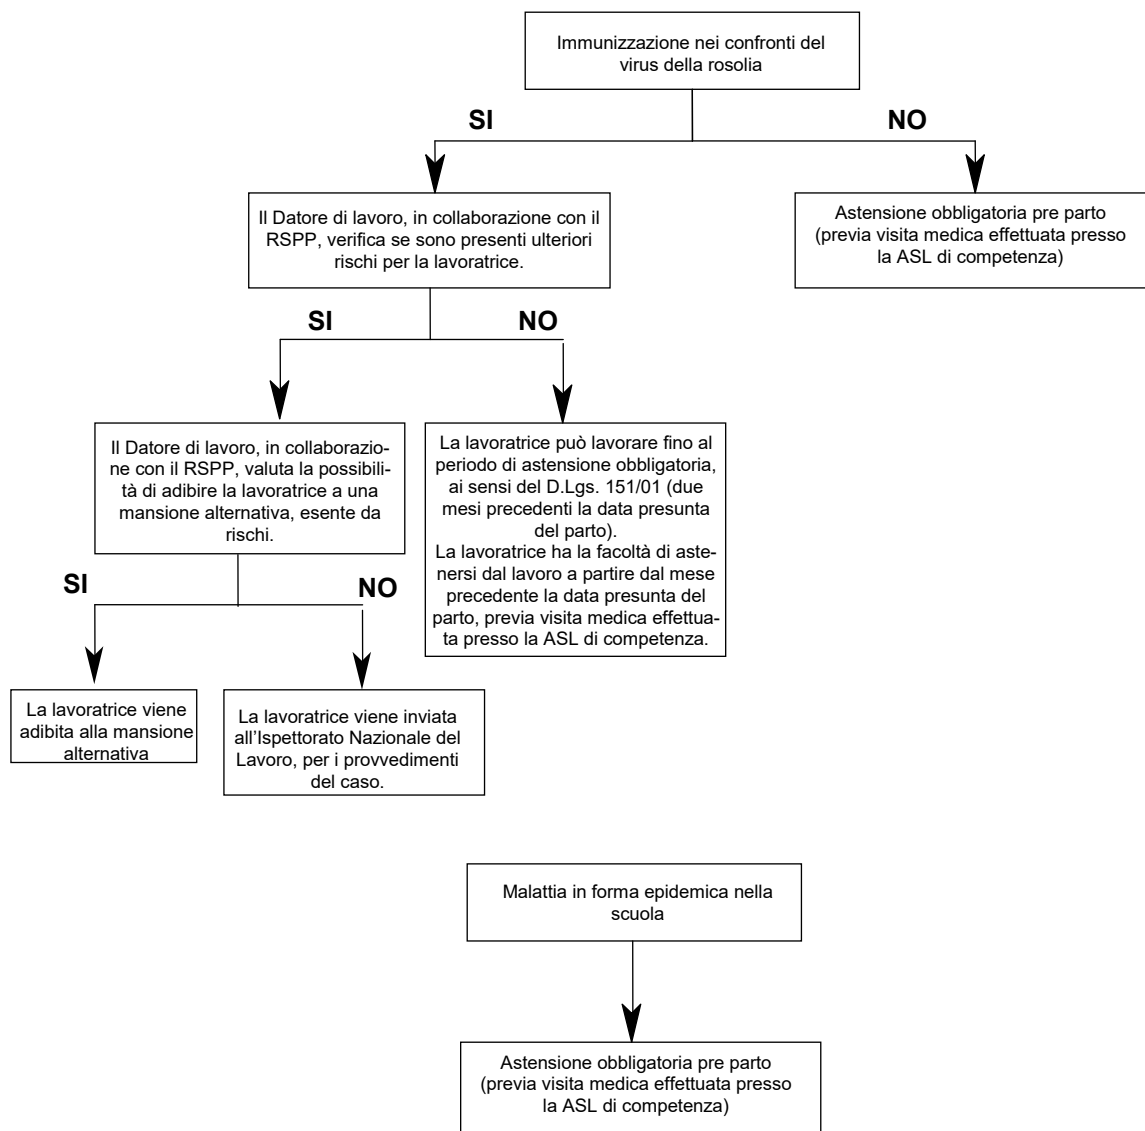 Immunizzazione nei confronti del
virus della rosolia
SI
NO
Il Datore di lavoro, in collaborazione con il
RSPP, verifica se sono presenti ulteriori
rischi per la lavoratrice.
Astensione obbligatoria pre parto
(previa visita medica effettuata presso
la ASL di competenza)
SI
NO
Il Datore di lavoro, in collaborazio-
ne con il RSPP, valuta la possibili-
tà di adibire la lavoratrice a una
mansione alternativa, esente da
rischi.
La lavoratrice può lavorare fino al
periodo di astensione obbligatoria,
ai sensi del D.Lgs. 151/01 (due
mesi precedenti la data presunta
del parto).
La lavoratrice ha la facoltà di aste-
nersi dal lavoro a partire dal mese
precedente la data presunta del
parto, previa visita medica effettua-
ta presso la ASL di competenza.
SI
NO
La lavoratrice viene
adibita alla mansione
alternativa
La lavoratrice viene inviata
all’Ispettorato Nazionale del
Lavoro, per i provvedimenti
del caso.
Malattia in forma epidemica nella
scuola
Astensione obbligatoria pre parto
(previa visita medica effettuata presso
la ASL di competenza)